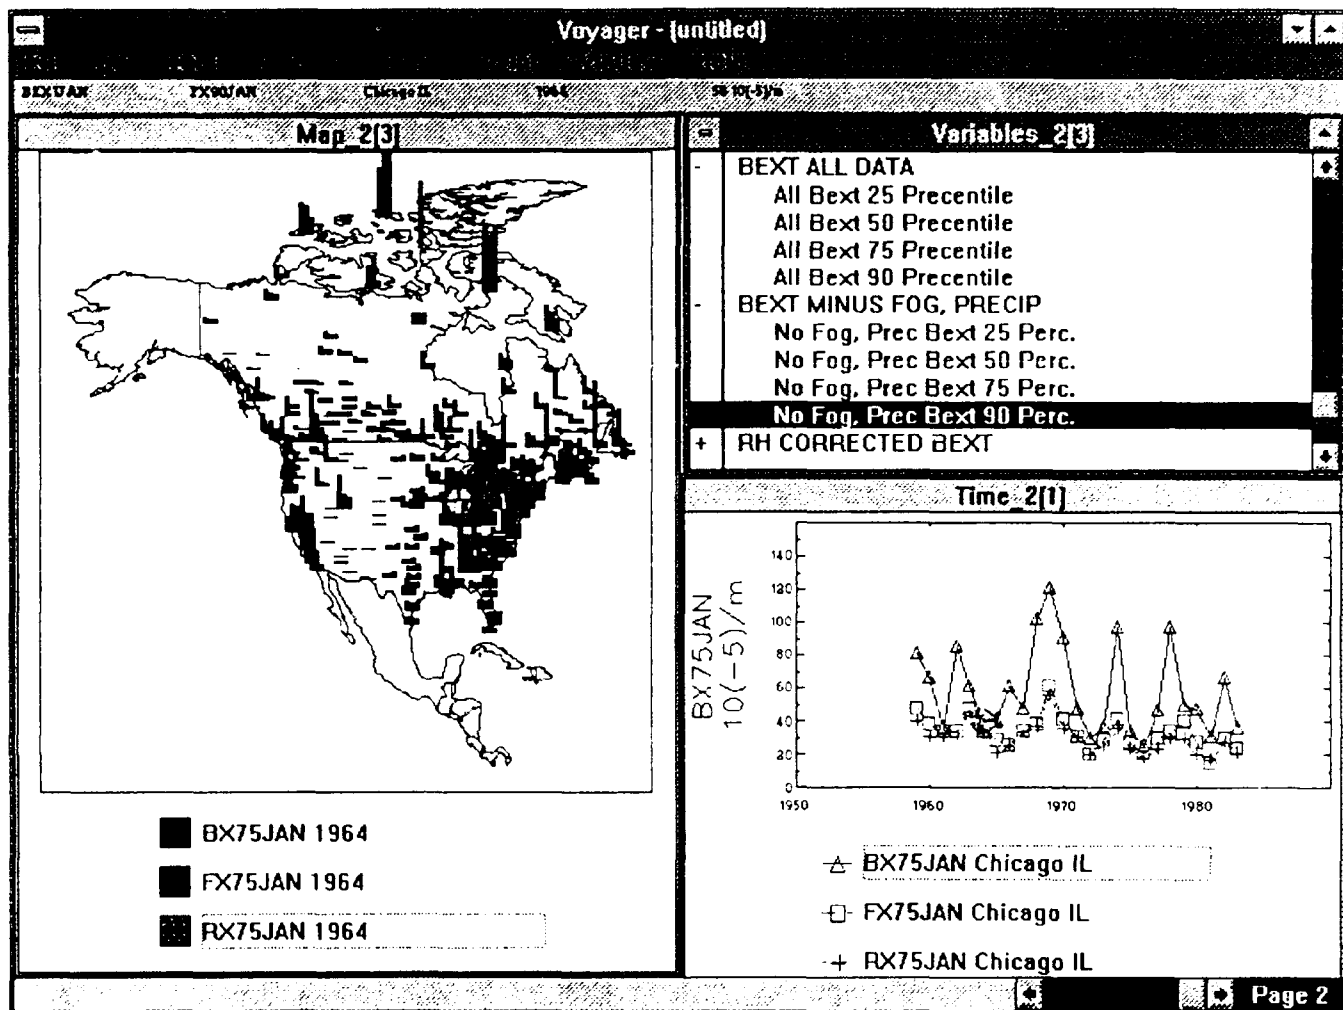 Voyager - [untitled]
FX90JAN Chicago IL 1964
Map_2[3]
Variables_2[3]
- BEXT ALL DATA
All Bext 25 Precentile
All Bext 50 Precentile
All Bext 75 Precentile
All Bext 90 Precentile
- BEXT MINUS FOG, PRECIP
No Fog, Prec Bext 25 Perc.
No Fog, Prec Bext 50 Perc.
No Fog, Prec Bext 75 Perc.
No Fog, Prec Bext 90 Perc.
+ RH CORRECTED BEXT
Time_2[1]
BX75JAN
10(-5)/m
140
120
100
80
60
40
20
0
1950 1960 1970 1980
BX75JAN 1964
FX75JAN 1964
RX75JAN 1964
BX75JAN Chicago IL
FX75JAN Chicago IL
RX75JAN Chicago IL
Page 2